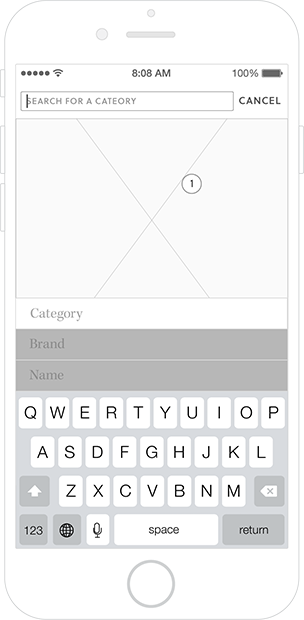 8:08 AM 100%
SEARCH FOR A CATEORY CANCEL
1
Category
Brand
Name
Q W E R T Y U I O P
A S D F G H J K L
Z X C V B N M
123 space return